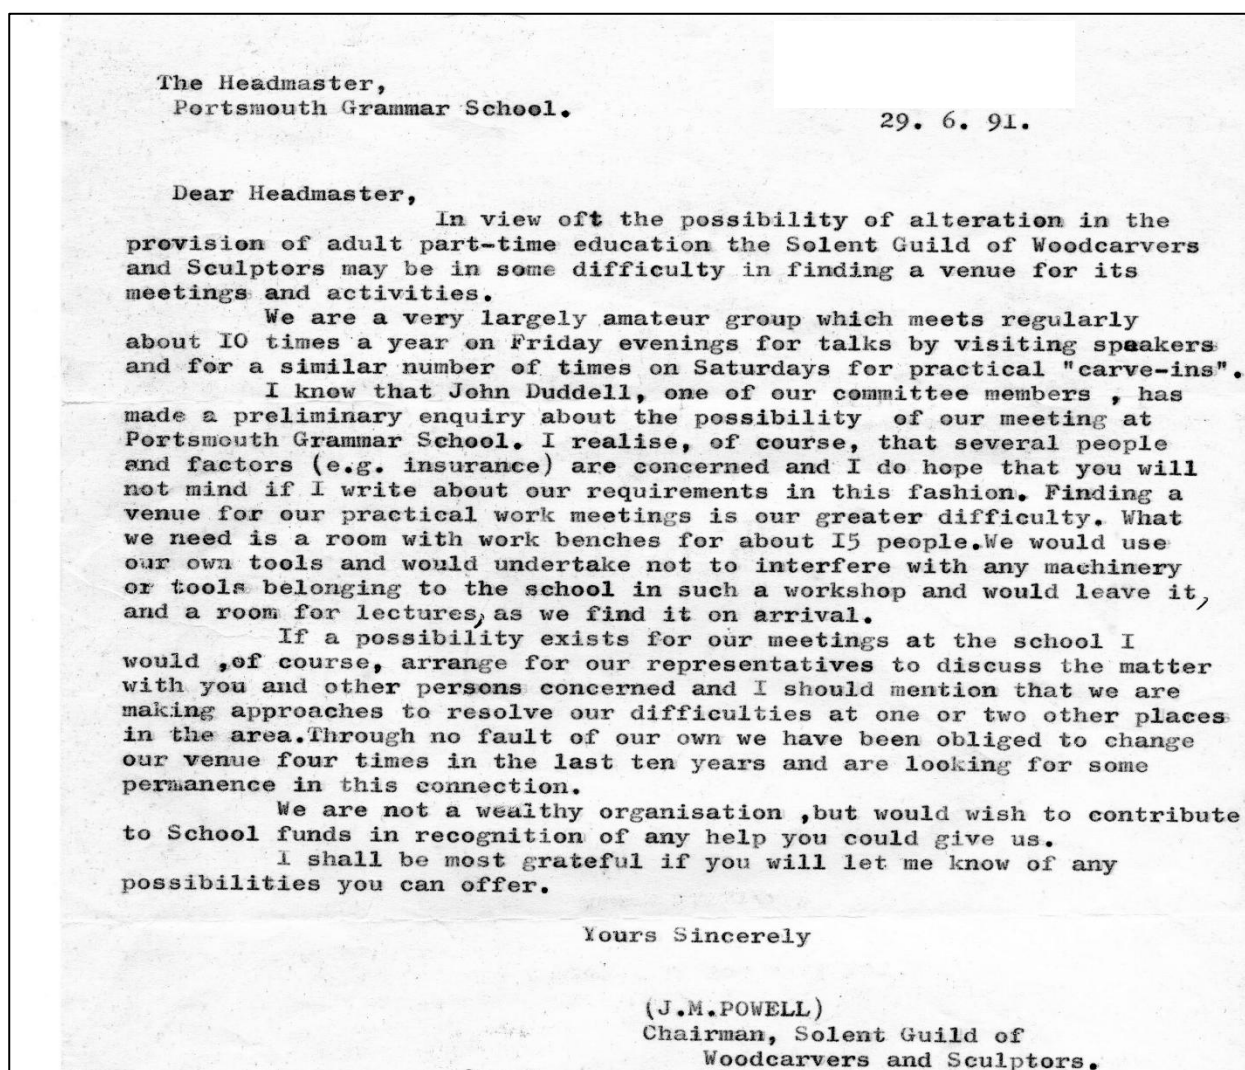 The Headmaster,
Portsmouth Grammar School.
29. 6. 91.
Dear Headmaster,
In view oft the possibility of alteration in the
provision of adult part-time education the Solent Guild of Woodcarvers
and Sculptors may be in some difficulty in finding a venue for its
meetings and activities.
We are a very largely amateur group which meets regularly
about IO times a year on Friday evenings for talks by visiting speakers
and for a similar number of times on Saturdays for practical "carve-ins".
I know that John Duddell, one of our committee members , has
made a preliminary enquiry about the possibility of our meeting at
Portsmouth Grammar School. I realise, of course, that several people
and factors (e.g. insurance) are concerned and I do hope that you will
not mind if I write about our requirements in this fashion. Finding a
venue for our practical work meetings is our greater difficulty. What
we need is a room with work benches for about I5 people.We would use
our own tools and would undertake not to interfere with any machinery
or tools belonging to the school in such a workshop and would leave it,
and a room for lectures, as we find it on arrival.
If a possibility exists for our meetings at the school I
would ,of course, arrange for our representatives to discuss the matter
with you and other persons concerned and I should mention that we are
making approaches to resolve our difficulties at one or two other places
in the area.Through no fault of our own we have been obliged to change
our venue four times in the last ten years and are looking for some
permanence in this connection.
We are not a wealthy organisation ,but would wish to contribute
to School funds in recognition of any help you could give us.
I shall be most grateful if you will let me know of any
possibilities you can offer.
Yours Sincerely
(J.M.POWELL)
Chairman, Solent Guild of
Woodcarvers and Sculptors.